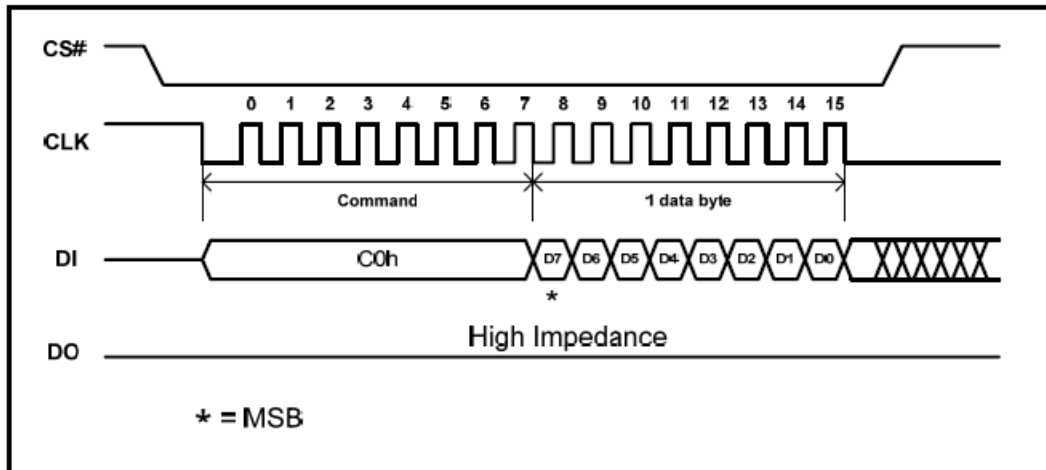 CS#
0 1 2 3 4 5 6 7 8 9 10 11 12 13 14 15
CLK
Command 1 data byte
DI C0h D7 D6 D5 D4 D3 D2 D1 D0
*
High Impedance
DO
* = MSB